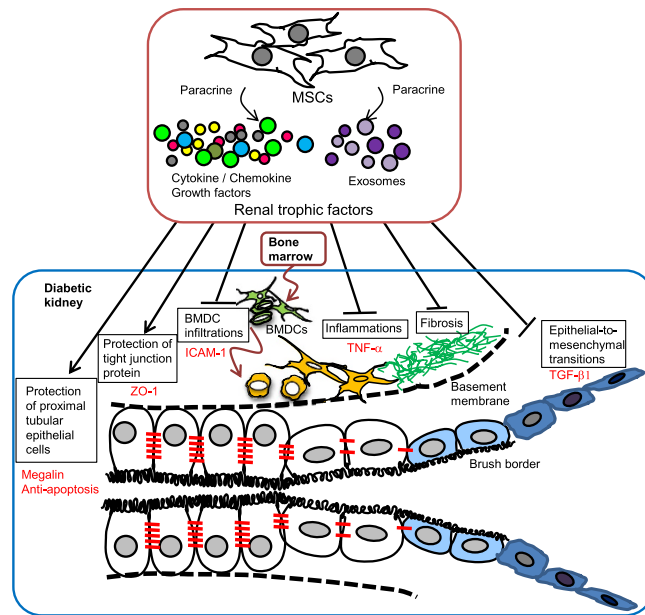 MSCs
Paracrine
Paracrine
Cytokine / Chemokine
Growth factors
Exosomes
Renal trophic factors
Bone
marrow
Diabetic
kidney
BMDC
infiltrations
ICAM-1
BMDCs
Inflammations
TNF-α
Fibrosis
Epithelial-to-
mesenchymal
transitions
TGF-β1
Protection of
tight junction
protein
ZO-1
Basement
membrane
Protection
of proximal
tubular
epithelial
cells
Megalin
Anti-apoptosis
Brush border